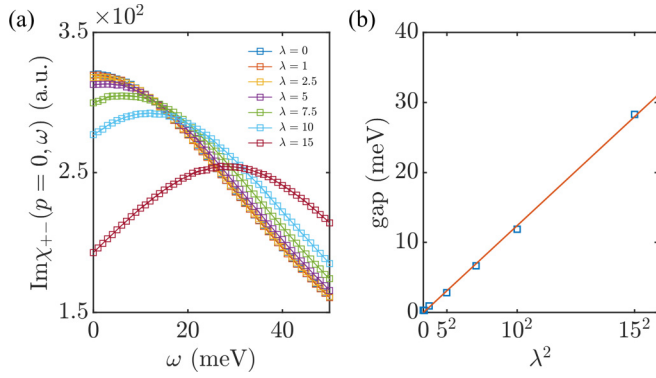 (a)
3.5 ×10²
2.5
1.5
0
20
40
Imχ₊₋(p = 0, ω) (a.u.)
ω (meV)
λ = 0
λ = 1
λ = 2.5
λ = 5
λ = 7.5
λ = 10
λ = 15
(b)
40
30
20
10
0
gap (meV)
0 5²
10²
15²
λ²